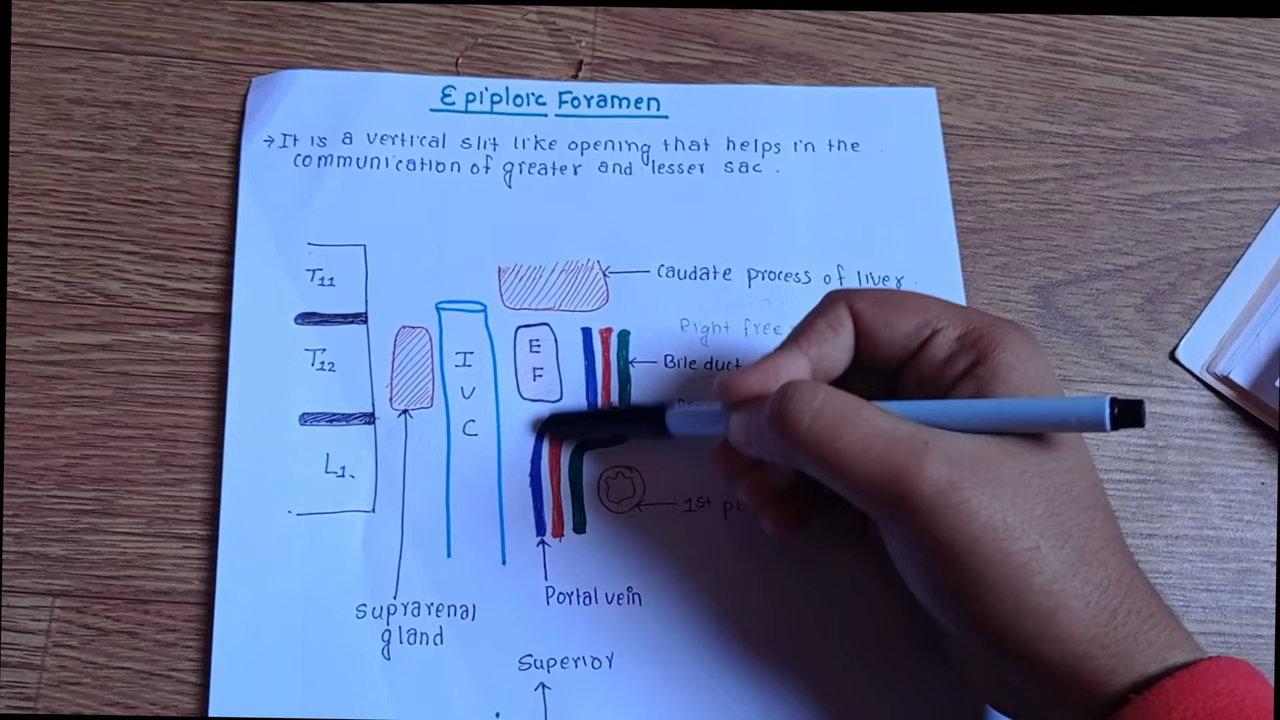 Epiploic Foramen
→ It is a vertical slit like opening that helps in the
communication of greater and lesser sac.
T11
caudate process of liver
Right free
T12
I
V
C
E
F
Bile duct
L1.
1st
Portal vein
Suprarenal
gland
Superior